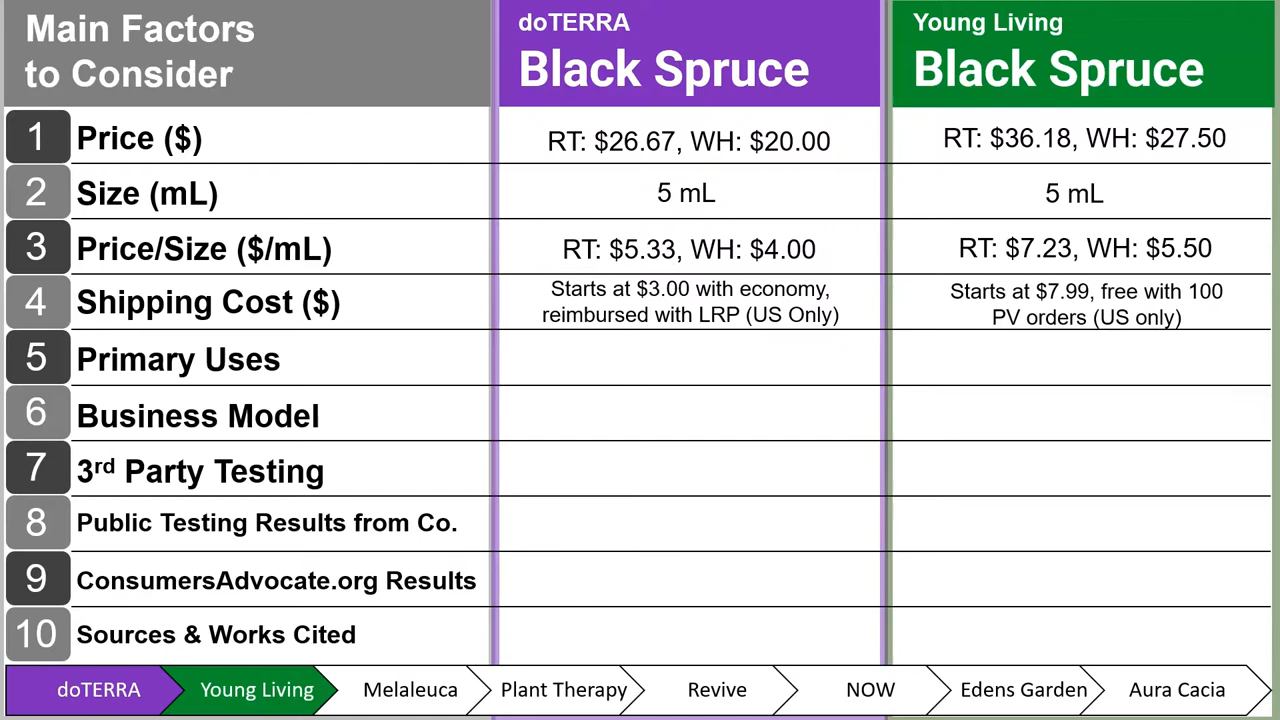 Main Factors
to Consider
doTERRA
Black Spruce
Young Living
Black Spruce
1 Price ($) RT: $26.67, WH: $20.00 RT: $36.18, WH: $27.50
2 Size (mL) 5 mL 5 mL
3 Price/Size ($/mL) RT: $5.33, WH: $4.00 RT: $7.23, WH: $5.50
4 Shipping Cost ($)
Starts at $3.00 with economy,
reimbursed with LRP (US Only)
Starts at $7.99, free with 100
PV orders (US only)
5 Primary Uses
6 Business Model
7 3rd Party Testing
8 Public Testing Results from Co.
9 ConsumersAdvocate.org Results
10 Sources & Works Cited
doTERRA Young Living Melaleuca Plant Therapy Revive NOW Edens Garden Aura Cacia